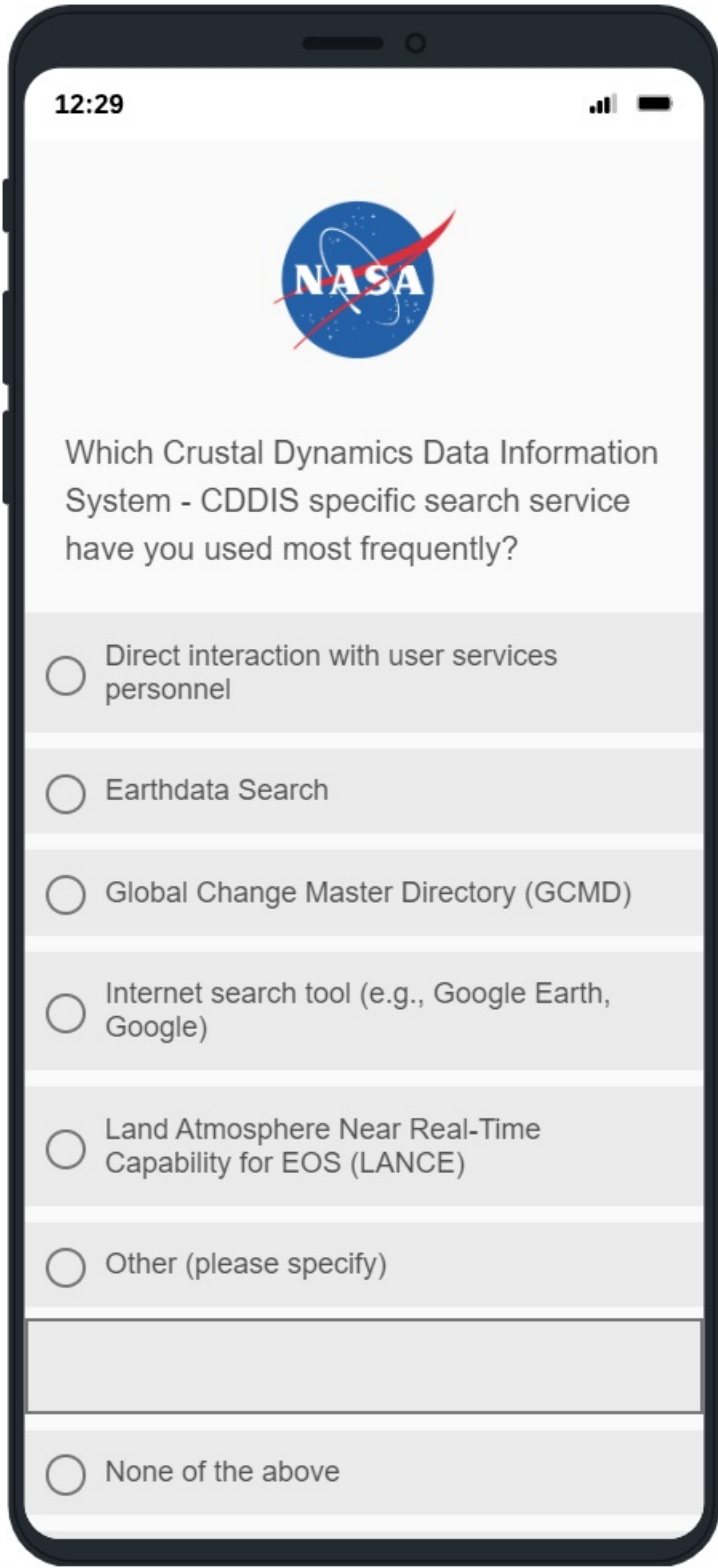 12:29
NASA
Which Crustal Dynamics Data Information
System - CDDIS specific search service
have you used most frequently?
Direct interaction with user services
personnel
Earthdata Search
Global Change Master Directory (GCMD)
Internet search tool (e.g., Google Earth,
Google)
Land Atmosphere Near Real-Time
Capability for EOS (LANCE)
Other (please specify)
None of the above